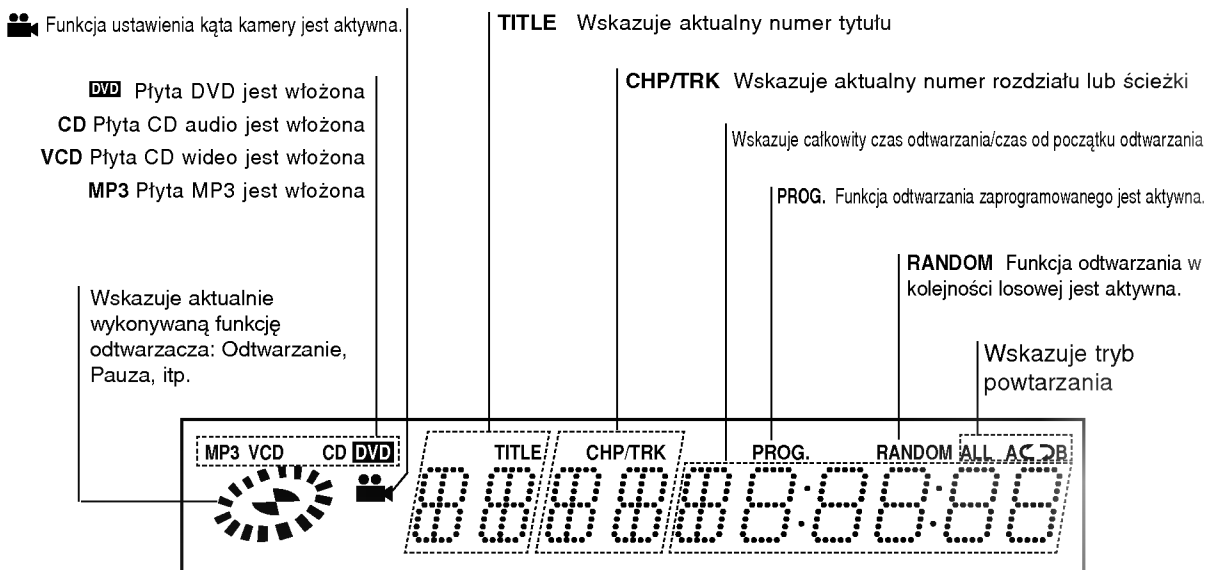 Funkcja ustawienia kąta kamery jest aktywna.
TITLE Wskazuje aktualny numer tytułu
DVD Płyta DVD jest włożona
CD Płyta CD audio jest włożona
VCD Płyta CD wideo jest włożona
MP3 Płyta MP3 jest włożona
CHP/TRK Wskazuje aktualny numer rozdziału lub ścieżki
Wskazuje całkowity czas odtwarzania/czas od początku odtwarzania
PROG. Funkcja odtwarzania zaprogramowanego jest aktywna.
RANDOM Funkcja odtwarzania w
kolejności losowej jest aktywna.
Wskazuje aktualnie
wykonywaną funkcję
odtwarzacza: Odtwarzanie,
Pauza, itp.
Wskazuje tryb
powtarzania
MP3 VCD CD DVD TITLE CHP/TRK PROG. RANDOM ALL A B